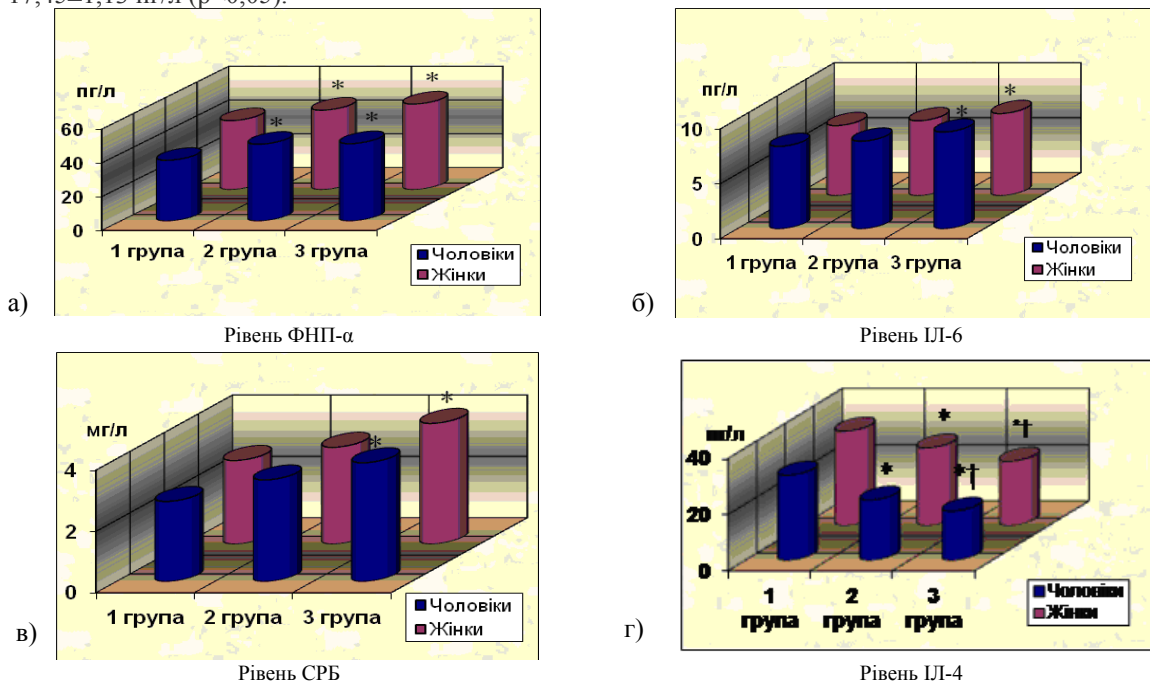 пг/л
60
40
20
0
*
*
*
*
1 група 2 група 3 група
Чоловіки
Жінки
а)
Рівень ФНП-α
пг/л
10
5
0
*
*
1 група 2 група 3 група
Чоловіки
Жінки
б)
Рівень ІЛ-6
мг/л
4
2
0
*
*
1 група 2 група 3 група
Чоловіки
Жінки
в)
Рівень СРБ
40
20
0
*
*
*†
*†
1 група
2 група
3 група
Чоловіки
Жінки
г)
Рівень ІЛ-4